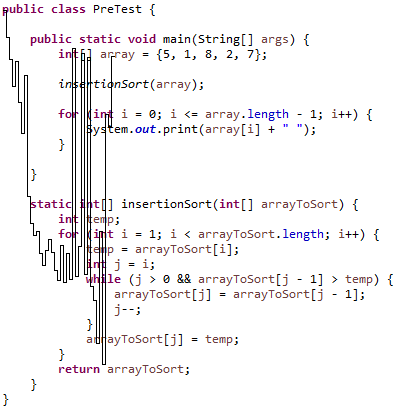 public class PreTest {
public static void main(String[] args) {
int[] array = {5, 1, 8, 2, 7};
insertionSort(array);
for (int i = 0; i <= array.length - 1; i++) {
System.out.print(array[i] + " ");
}
}
static int[] insertionSort(int[] arrayToSort) {
int temp;
for (int i = 1; i < arrayToSort.length; i++) {
temp = arrayToSort[i];
int j = i;
while (j > 0 && arrayToSort[j - 1] > temp) {
arrayToSort[j] = arrayToSort[j - 1];
j--;
}
arrayToSort[j] = temp;
}
return arrayToSort;
}
}